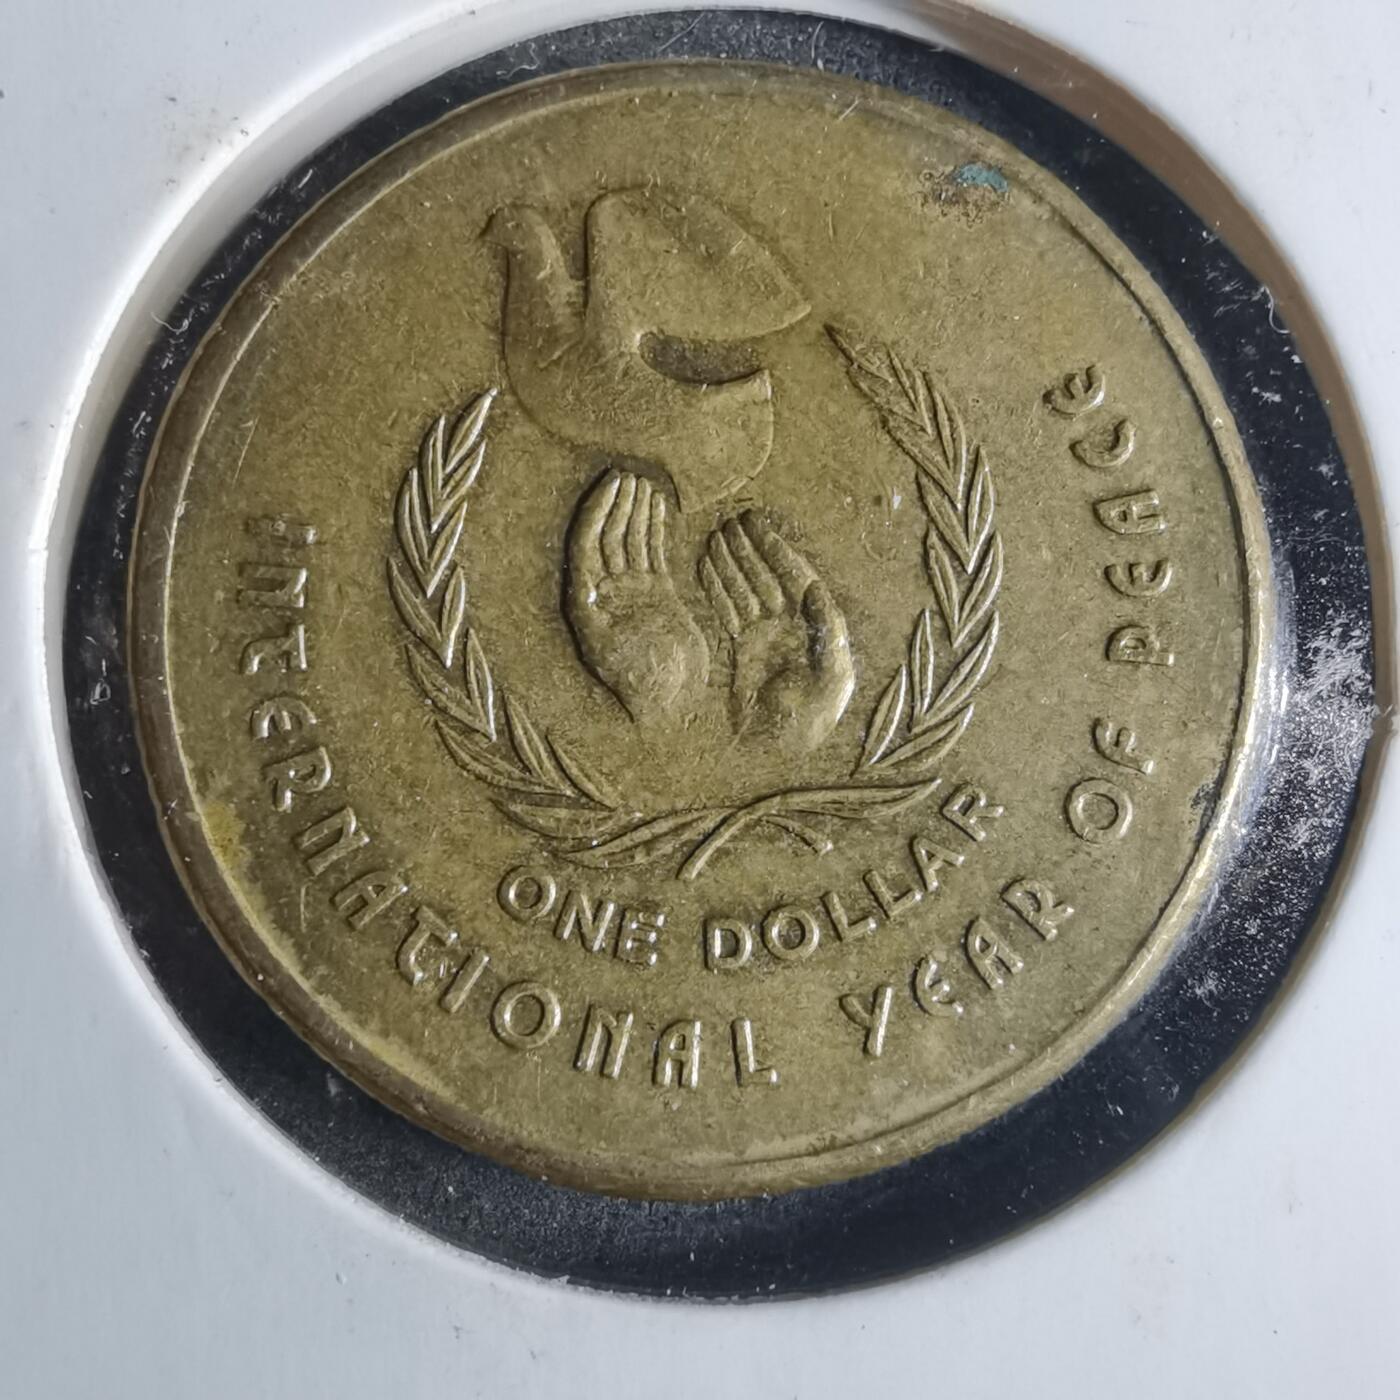 ONE DOLLAR
INTERNATIONAL YEAR OF PEACE